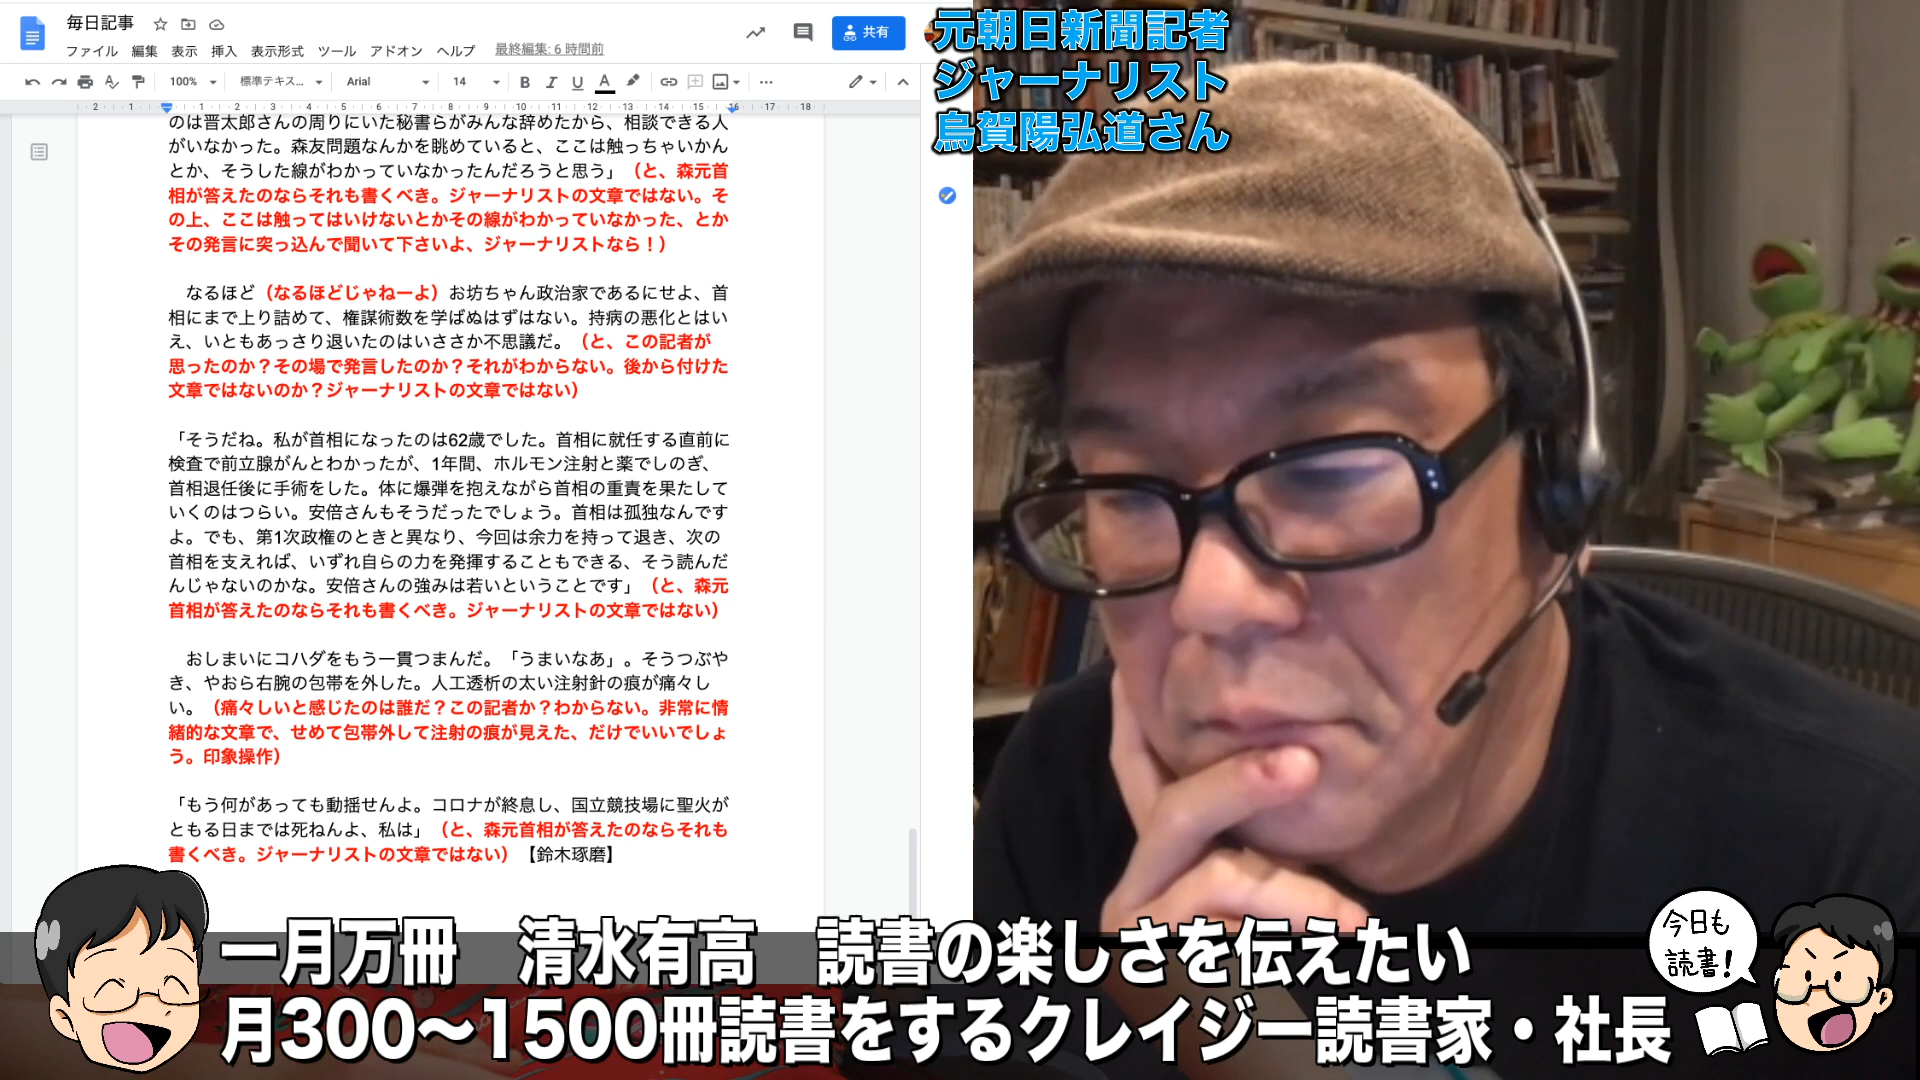 毎日記事
ファイル 編集 表示 挿入 表示形式 ツール アドオン ヘルプ 最終編集: 6 時間前
共有
100% 標準テキス... Arial 14 B I U A
2 1 1 2 3 4 5 6 7 8 9 10 11 12 13 14 15 16 17 18
のは晋太郎さんの周りにいた秘書らがみんな辞めたから、相談できる人
がいなかった。森友問題なんかを眺めていると、ここは触っちゃいかん
とか、そうした線がわかっていなかったんだろうと思う」（と、森元首
相が答えたのならそれも書くべき。ジャーナリストの文章ではない。そ
の上、ここは触ってはいけないとかその線がわかっていなかった、とか
その発言に突っ込んで聞いて下さいよ、ジャーナリストなら！）
なるほど（なるほどじゃねーよ）お坊ちゃん政治家であるにせよ、首
相にまで上り詰めて、権謀術数を学ばぬはずはない。持病の悪化とはい
え、いともあっさり退いたのはいささか不思議だ。（と、この記者が
思ったのか？その場で発言したのか？それがわからない。後から付けた
文章ではないのか？ジャーナリストの文章ではない）
「そうだね。私が首相になったのは62歳でした。首相に就任する直前に
検査で前立腺がんとわかったが、1年間、ホルモン注射と薬でしのぎ、
首相退任後に手術をした。体に爆弾を抱えながら首相の重責を果たして
いくのはつらい。安倍さんもそうだったでしょう。首相は孤独なんです
よ。でも、第1次政権のときと異なり、今回は余力を持って退き、次の
首相を支えれば、いずれ自らの力を発揮することもできる、そう読んだ
んじゃないのかな。安倍さんの強みは若いということです」（と、森元
首相が答えたのならそれも書くべき。ジャーナリストの文章ではない）
おしまいにコハダをもう一貫つまんだ。「うまいなあ」。そうつぶや
き、やおら右腕の包帯を外した。人工透析の太い注射針の痕が痛々し
い。（痛々しいと感じたのは誰だ？この記者か？わからない。非常に情
緒的な文章で、せめて包帯外して注射の痕が見えた、だけでいいでしょ
う。印象操作）
「もう何があっても動揺せんよ。コロナが終息し、国立競技場に聖火が
ともる日までは死ねんよ、私は」（と、森元首相が答えたのならそれも
書くべき。ジャーナリストの文章ではない）【鈴木琢磨】
元朝日新聞記者
ジャーナリスト
烏賀陽弘道さん
今日も
読書!
一月万冊 清水有高 読書の楽しさを伝えたい
月300〜1500冊読書をするクレイジー読書家・社長